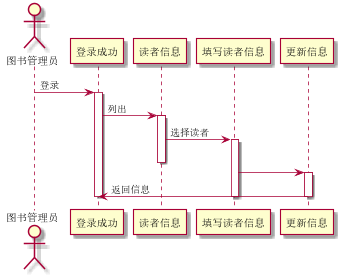 图书管理员
登录成功
读者信息
填写读者信息
更新信息
登录
列出
选择读者
返回信息
图书管理员
登录成功
读者信息
填写读者信息
更新信息